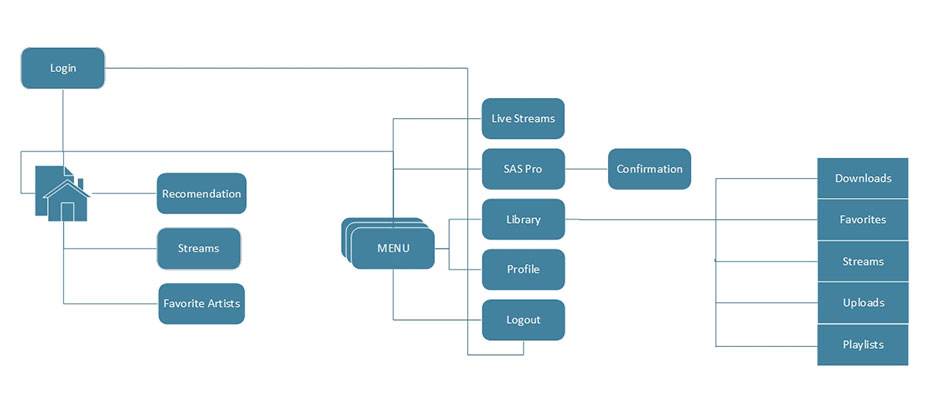 Login
Live Streams
SAS Pro
Confirmation
Downloads
Recomendation
Library
Favorites
Streams
MENU
Profile
Streams
Favorite Artists
Logout
Uploads
Playlists